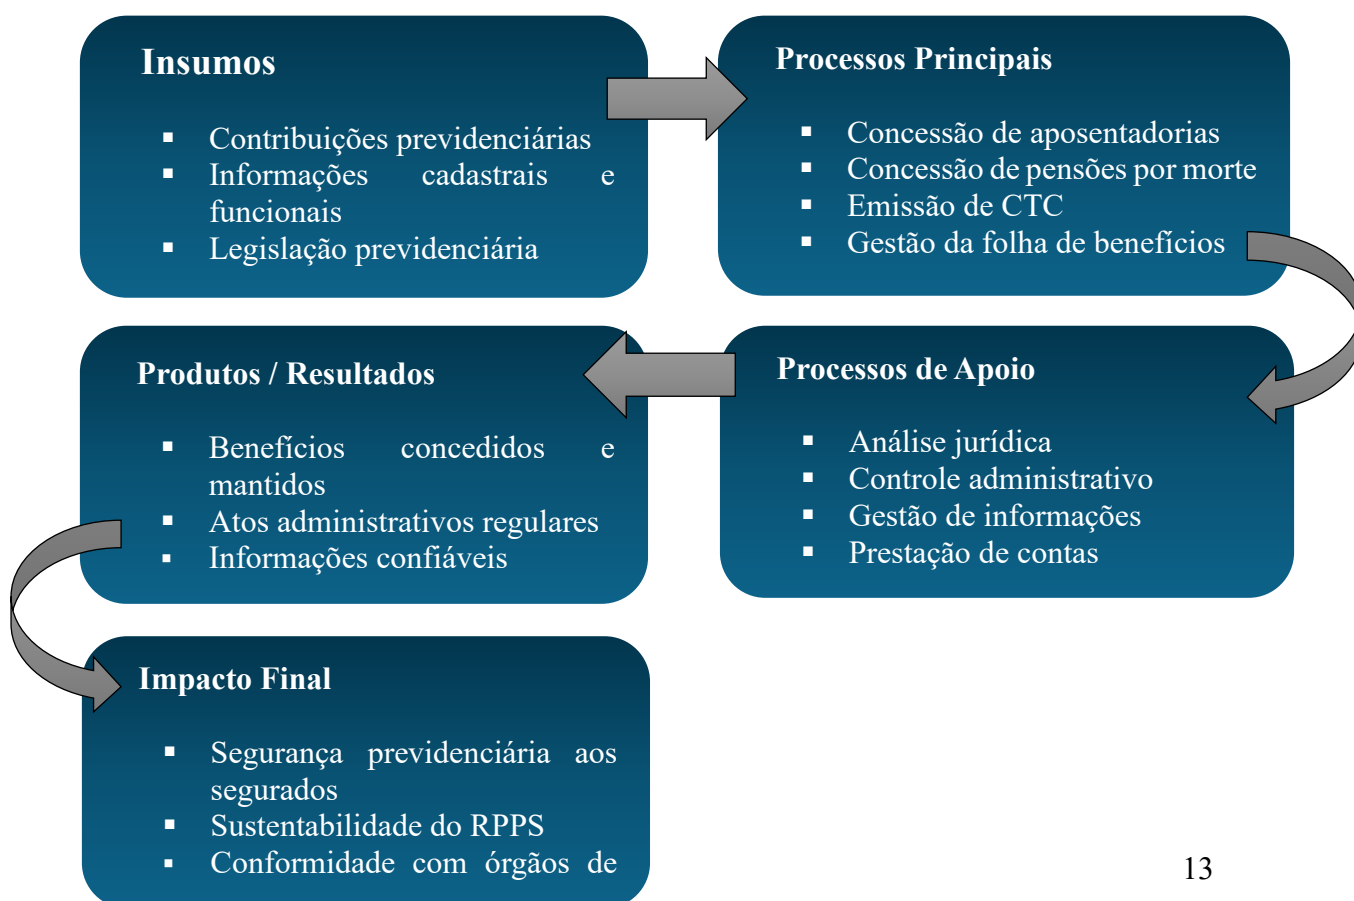 Insumos
▪ Contribuições previdenciárias
▪ Informações cadastrais e
funcionais
▪ Legislação previdenciária
Processos Principais
▪ Concessão de aposentadorias
▪ Concessão de pensões por morte
▪ Emissão de CTC
▪ Gestão da folha de benefícios
Processos de Apoio
▪ Análise jurídica
▪ Controle administrativo
▪ Gestão de informações
▪ Prestação de contas
Produtos / Resultados
▪ Benefícios concedidos e
mantidos
▪ Atos administrativos regulares
▪ Informações confiáveis
Impacto Final
▪ Segurança previdenciária aos
segurados
▪ Sustentabilidade do RPPS
▪ Conformidade com órgãos de
13